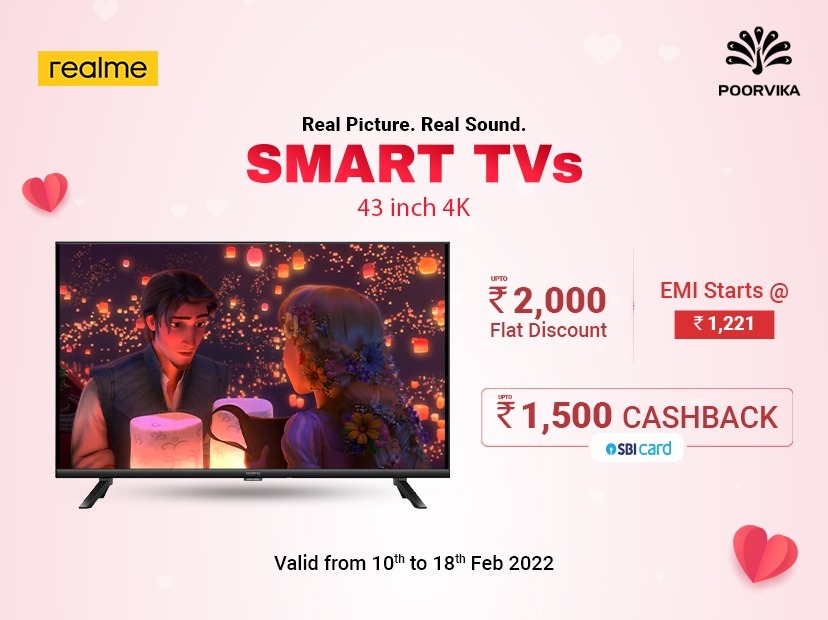 realme
POORVIKA
Real Picture. Real Sound.
SMART TVs
43 inch 4K
UPTO
₹ 2,000
Flat Discount
EMI Starts @
₹ 1,221
UPTO
₹ 1,500 CASHBACK
SBI card
realme
Valid from 10th to 18th Feb 2022